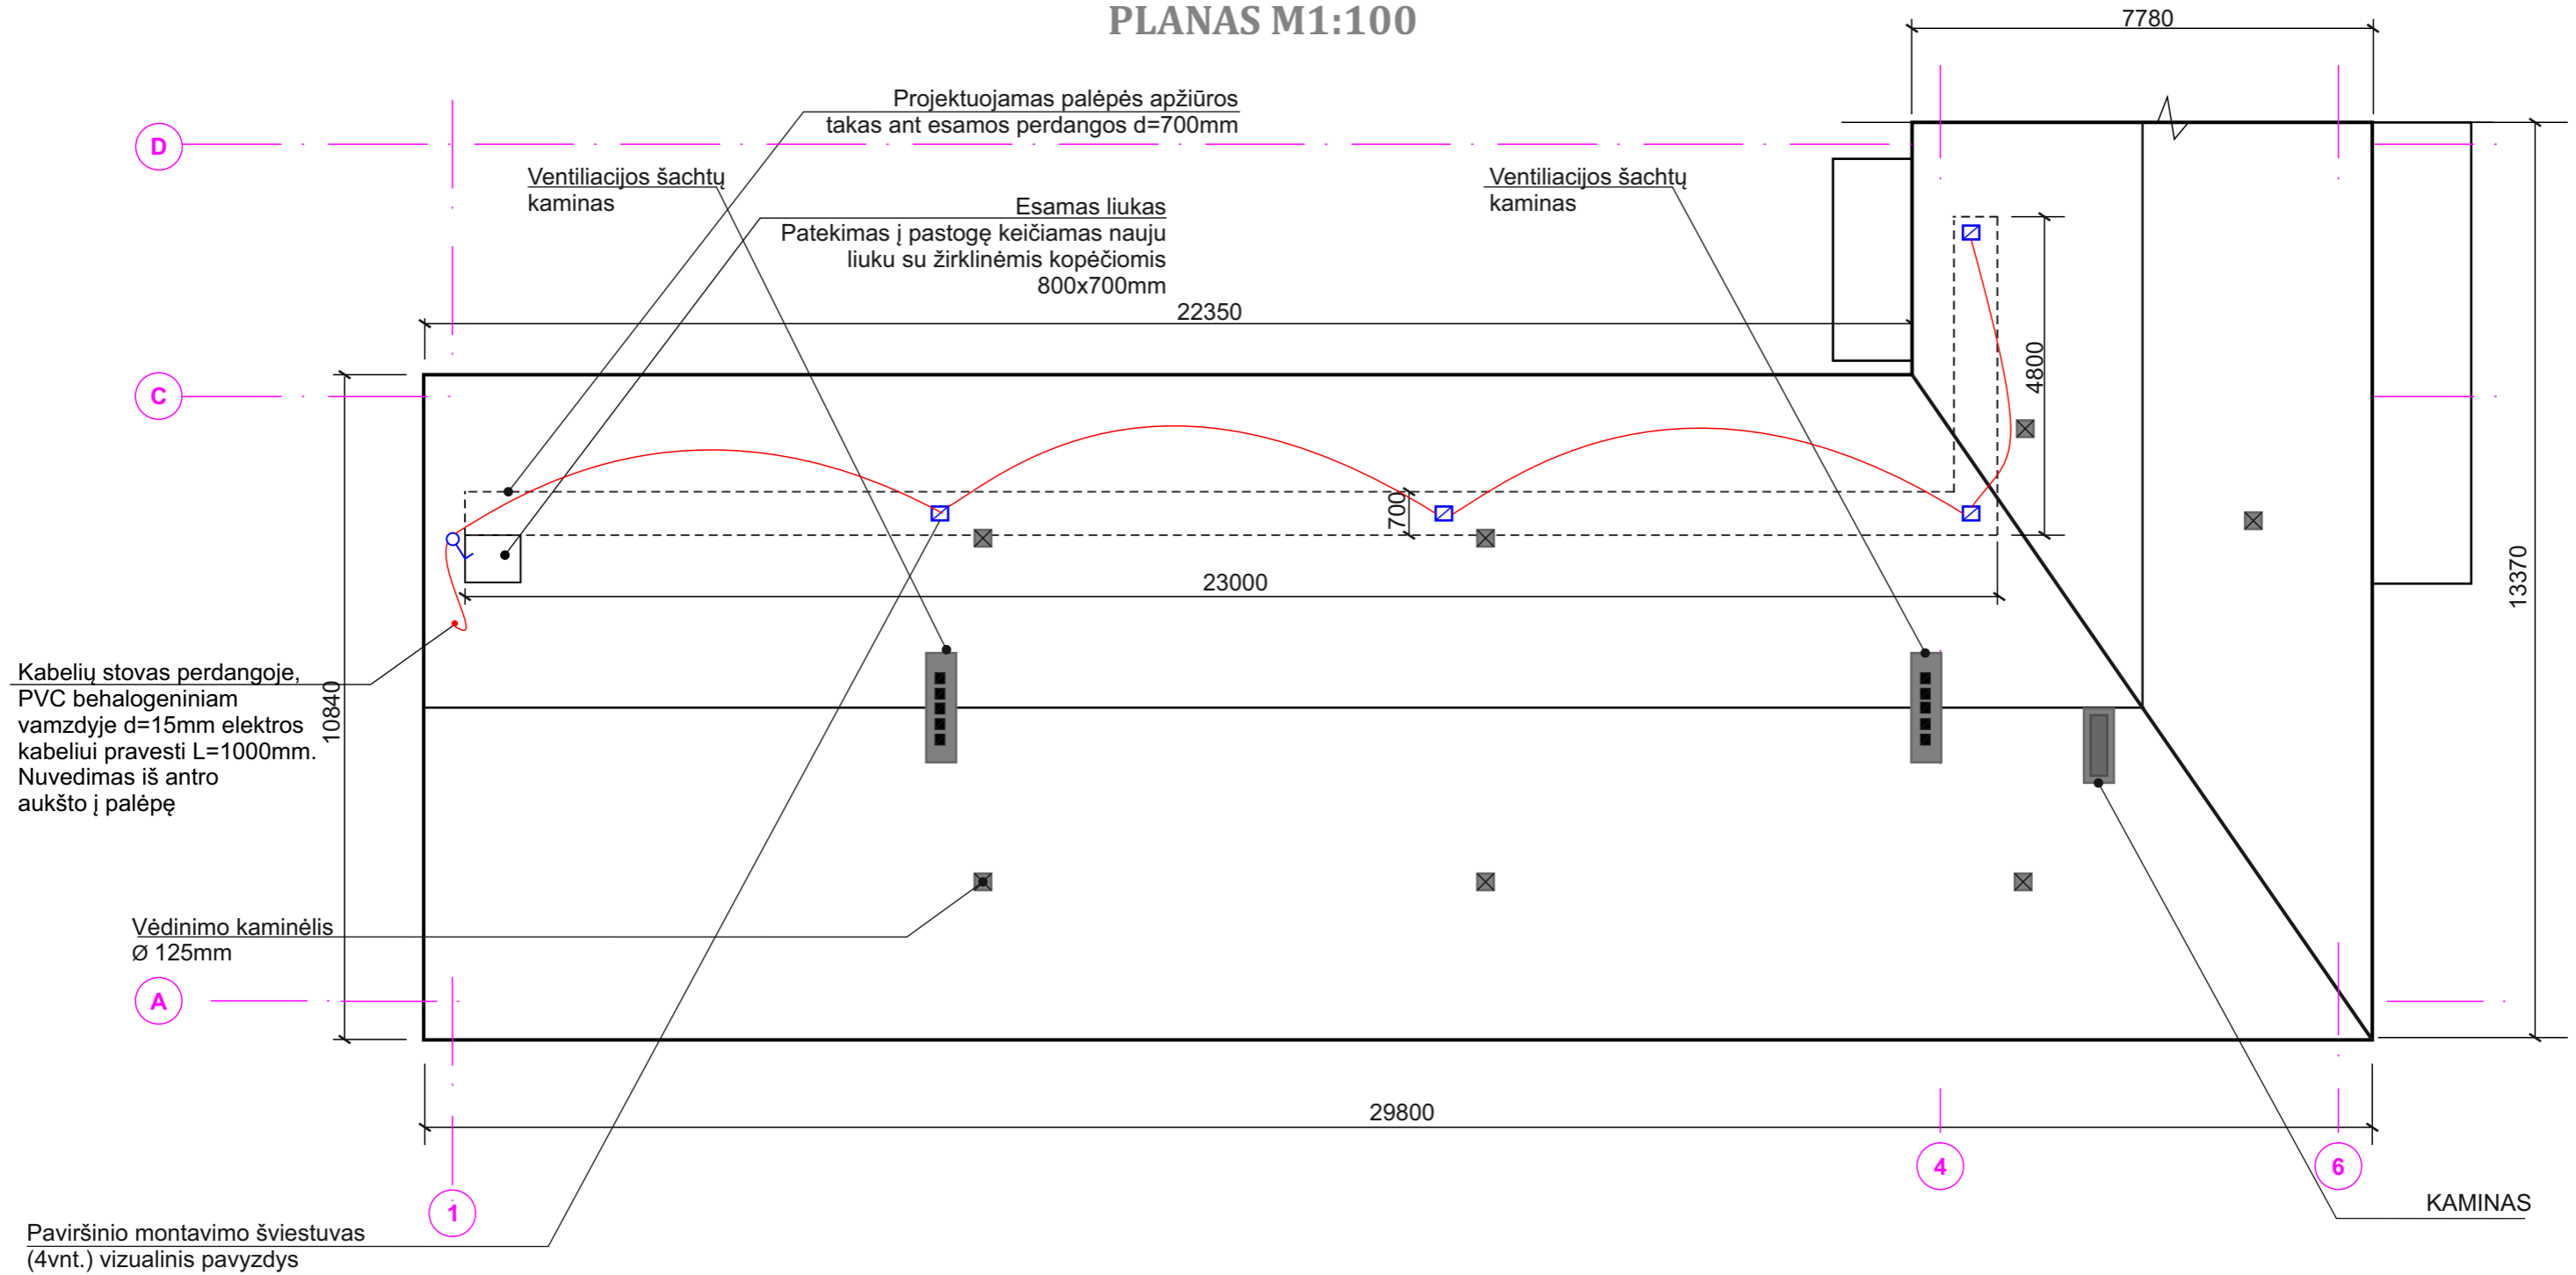 PLANAS M1:100
7780
Projektuojamas palėpės apžiūros
takas ant esamos perdangos d=700mm
D
Ventiliacijos šachtų
kaminas
Ventiliacijos šachtų
kaminas
Esamas liukas
Patekimas į pastogę keičiamas nauju
liuku su žirklinėmis kopėčiomis
800x700mm
22350
4800
C
700
23000
13370
Kabelių stovas perdangoje,
PVC behalogeniniam
vamzdyje d=15mm elektros
kabeliui pravesti L=1000mm.
Nuvedimas iš antro
aukšto į palėpę
10840
Vėdinimo kaminėlis
Ø 125mm
A
29800
4
6
1
KAMINAS
Paviršinio montavimo šviestuvas
(4vnt.) vizualinis pavyzdys